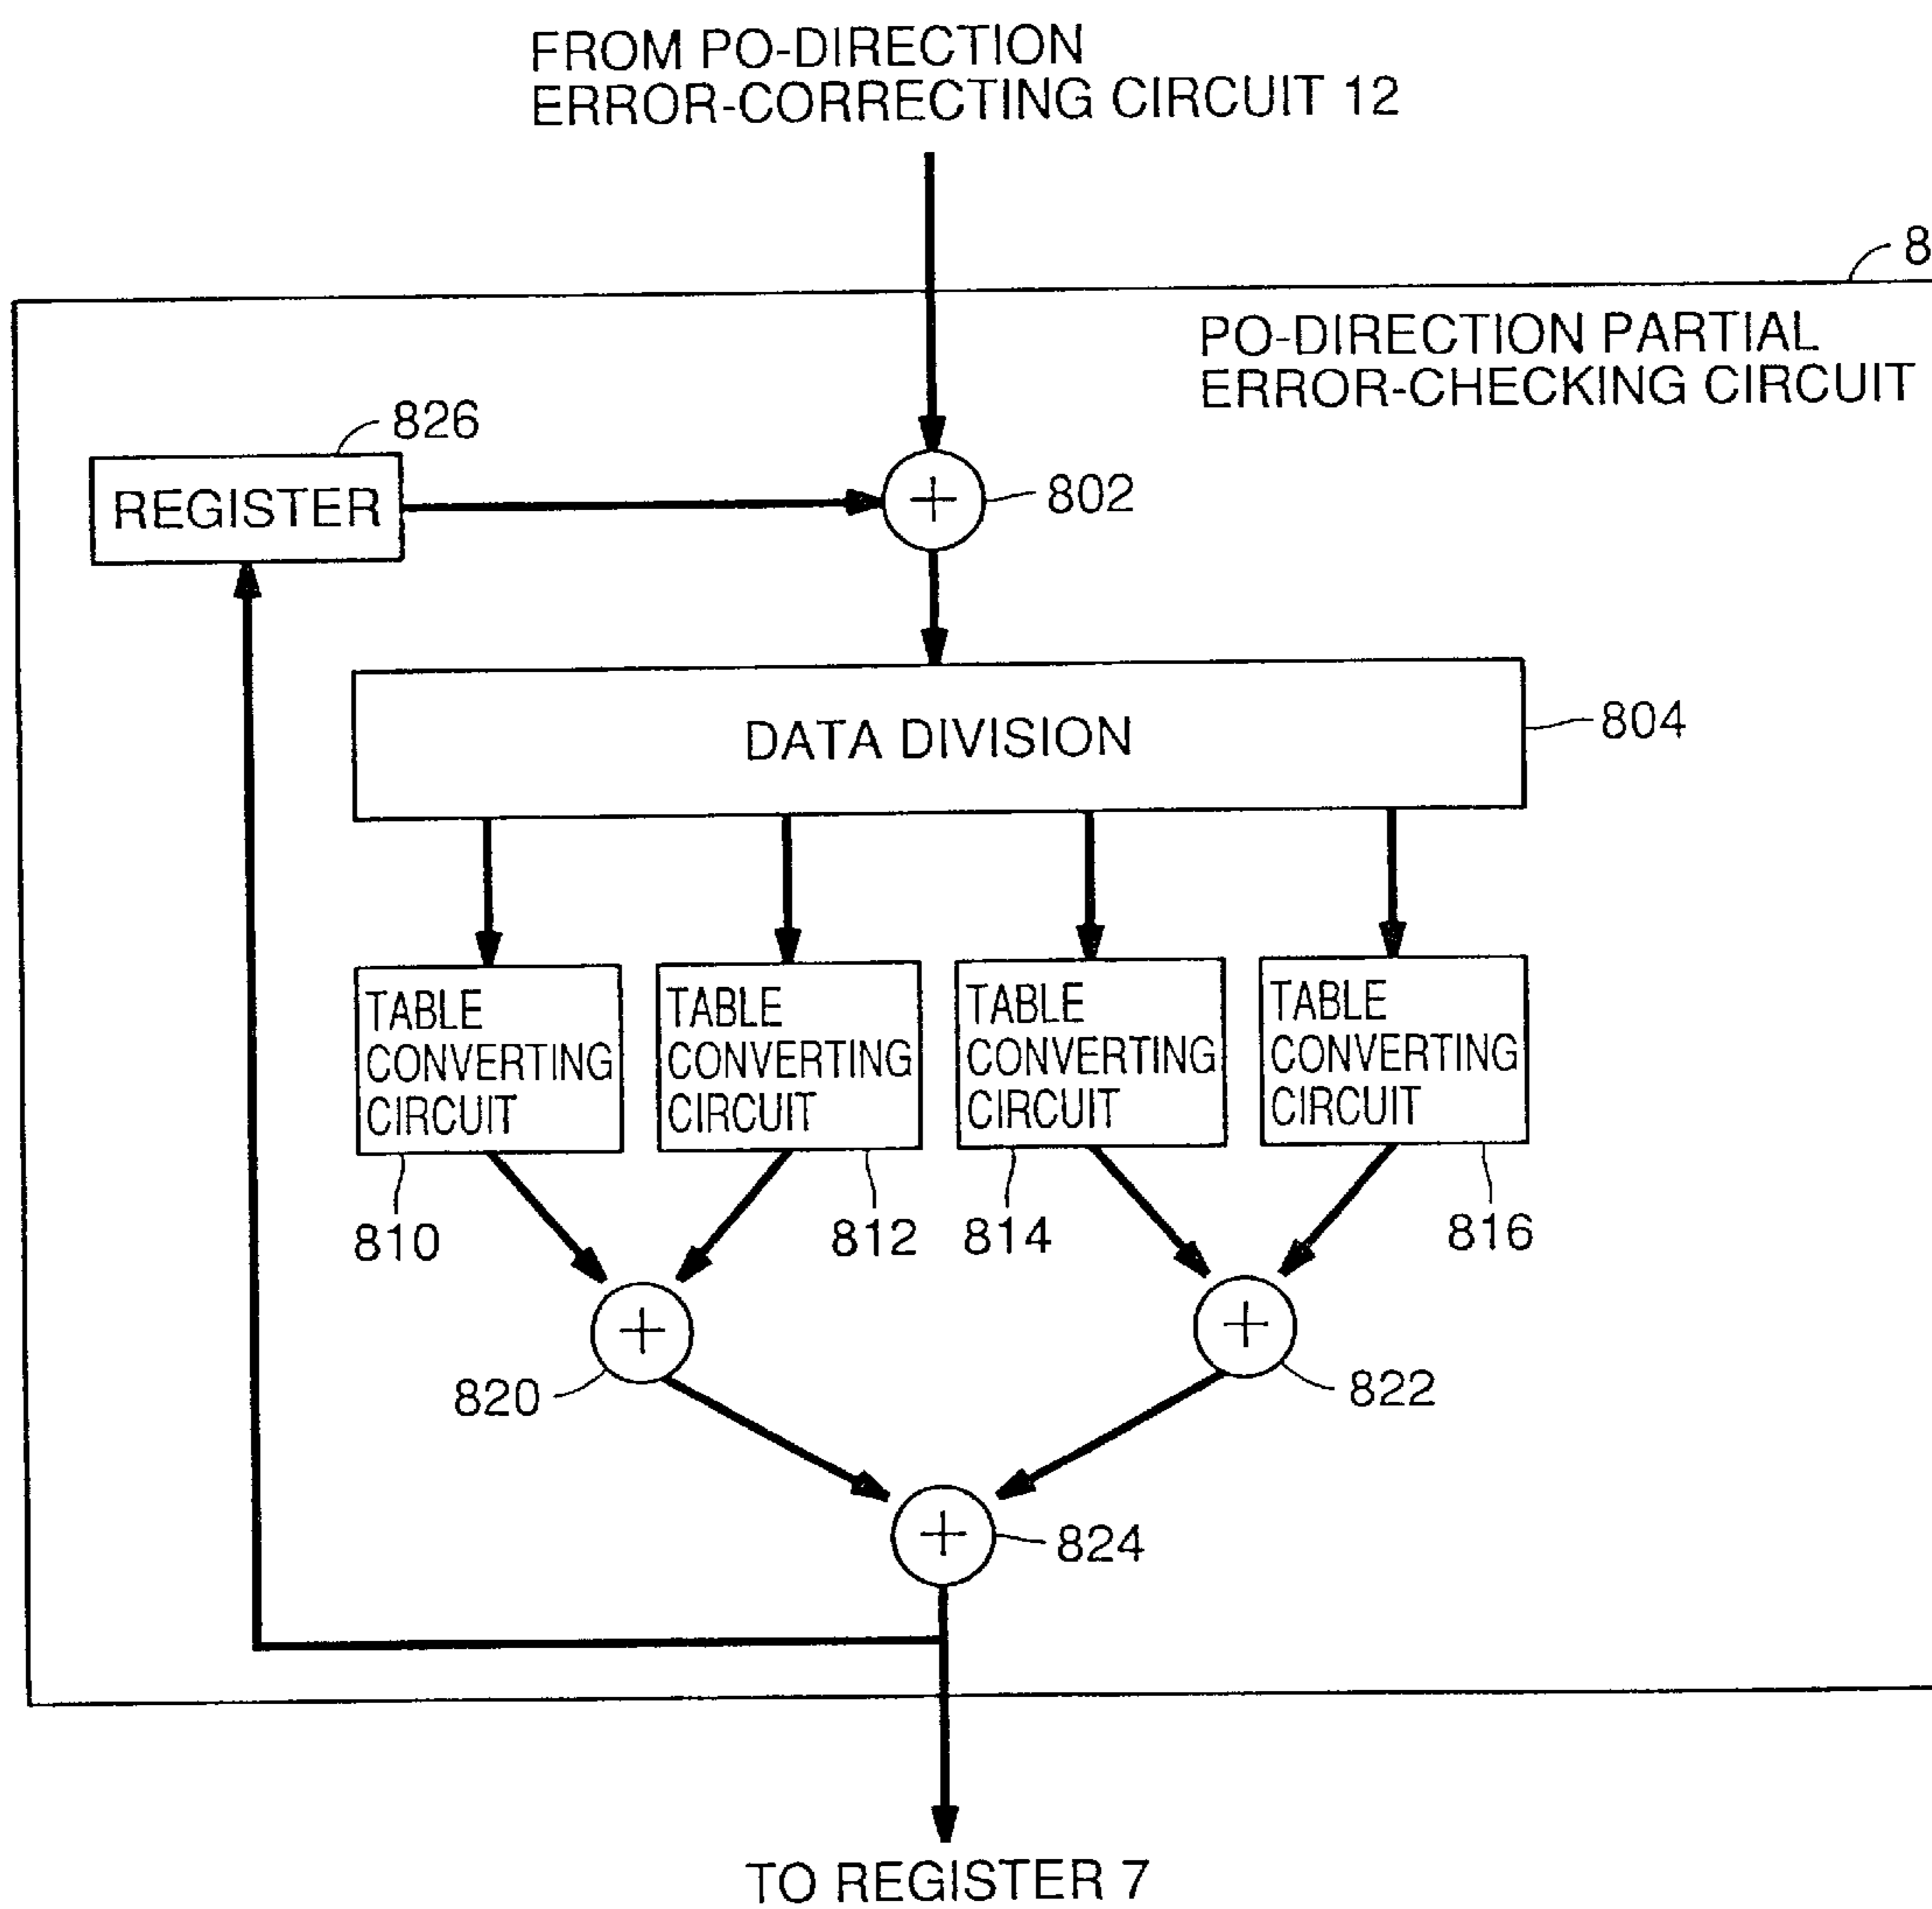 FROM PO-DIRECTION
ERROR-CORRECTING CIRCUIT 12
8
PO-DIRECTION PARTIAL
ERROR-CHECKING CIRCUIT
826
REGISTER
802
DATA DIVISION
804
TABLE
CONVERTING
CIRCUIT
TABLE
CONVERTING
CIRCUIT
TABLE
CONVERTING
CIRCUIT
TABLE
CONVERTING
CIRCUIT
810
812
814
816
820
822
824
TO REGISTER 7